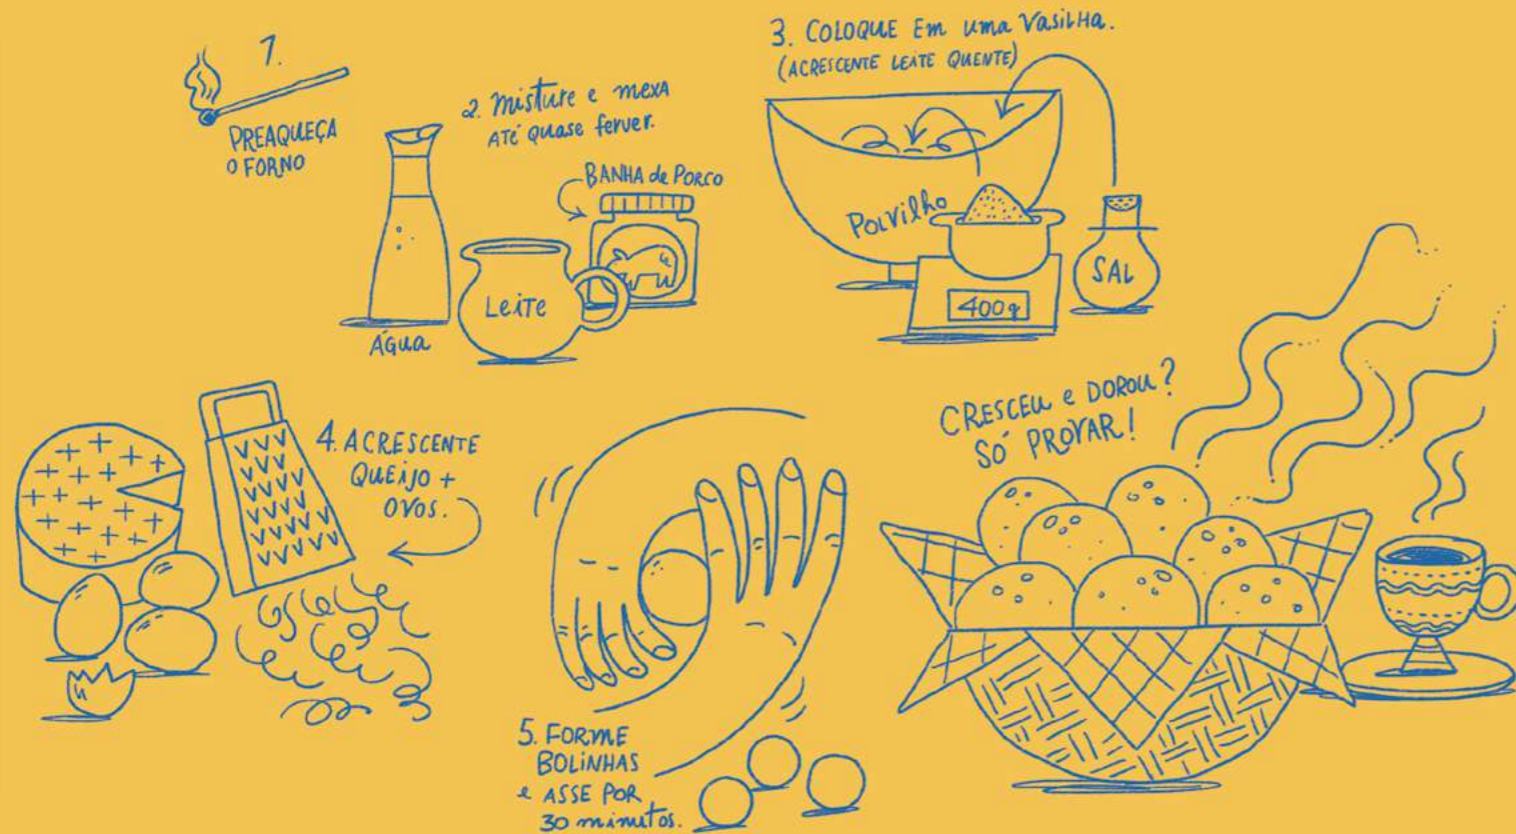 1.
PREAQUEÇA
O FORNO
2. Misture e mexa
ATÉ quase ferver.
BANHA de PORCO
Leite
Água
3. COLOQUE Em uma VasiLHa.
(ACRESCENTE LEITE QUENTE)
Polvilho
400g
SAL
4. ACRESCENTE
QUEIJO +
OVOS.
5. FORME
BOLINHAS
e ASSE POR
30 minutos.
CRESCEU e DOROU?
SÓ PROVAR!